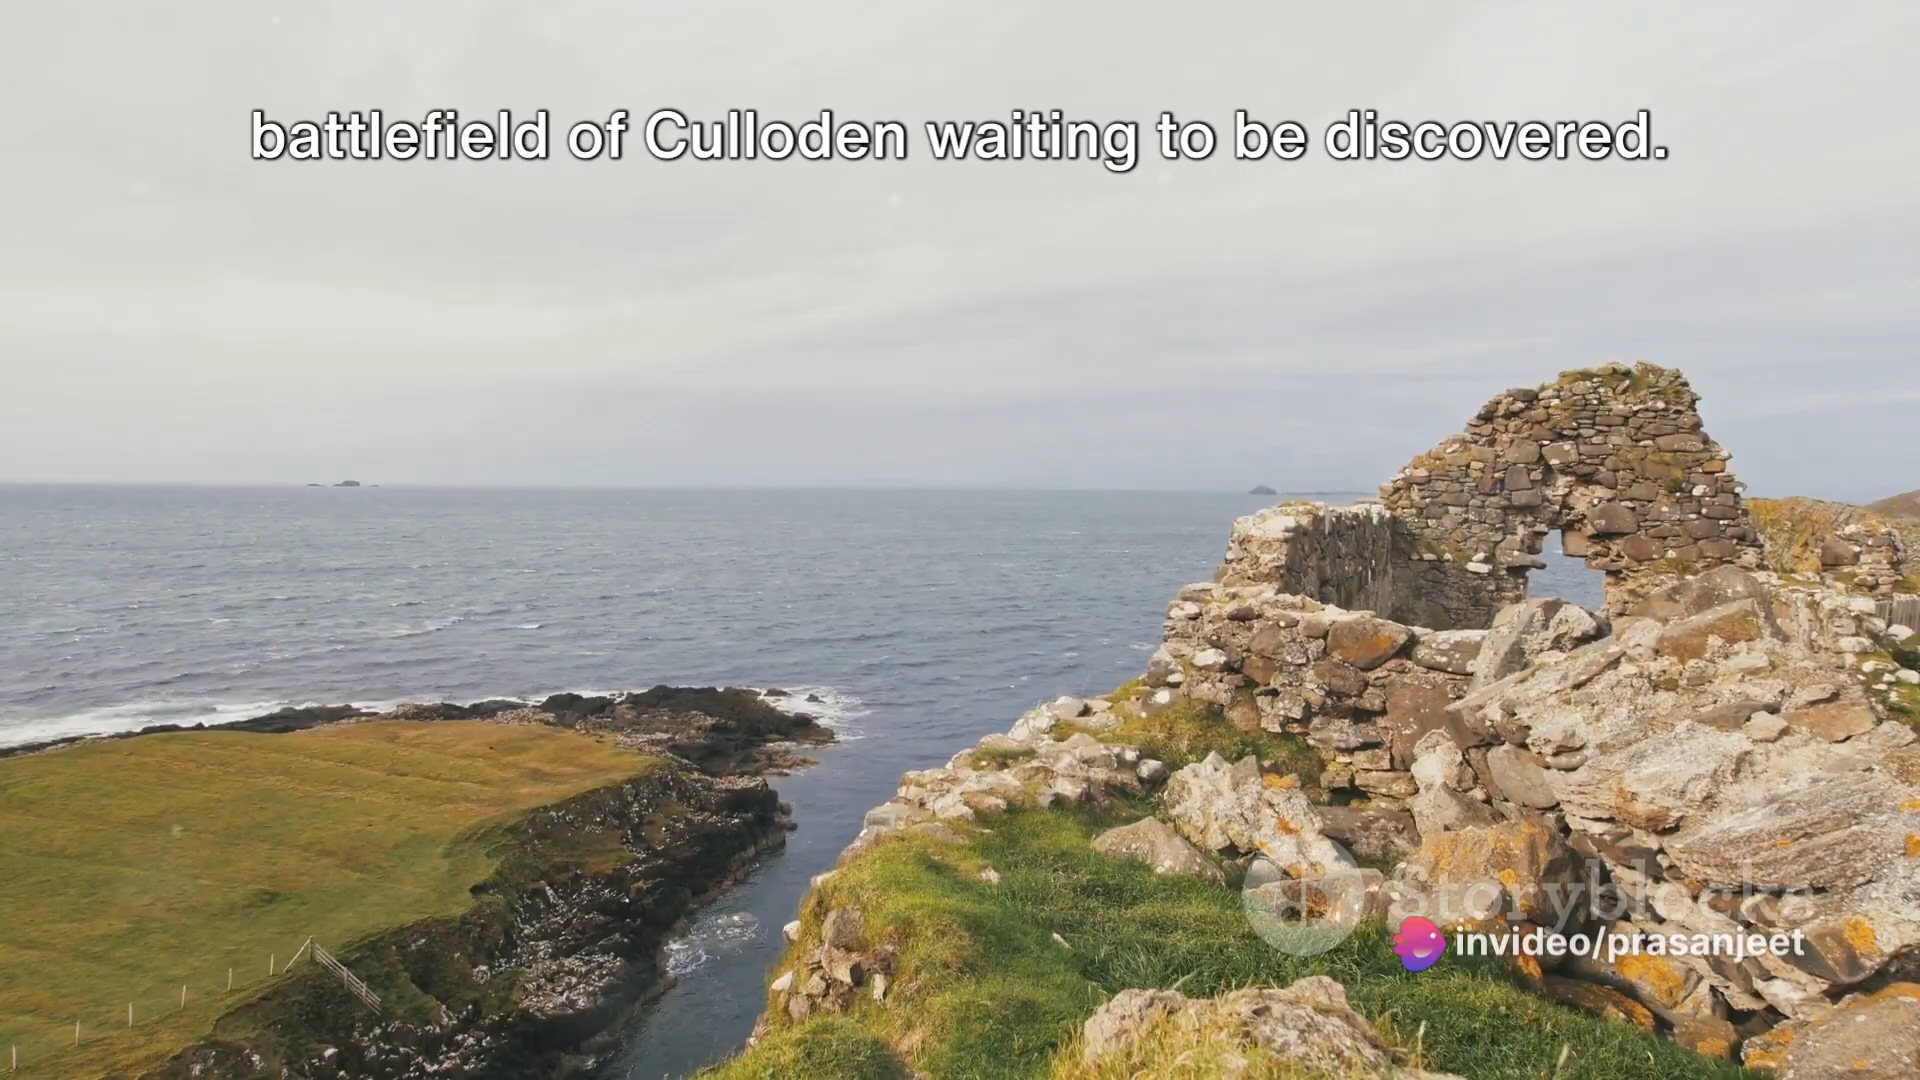 battlefield of Culloden waiting to be discovered.
Storyblocks
invideo/prasanjeet